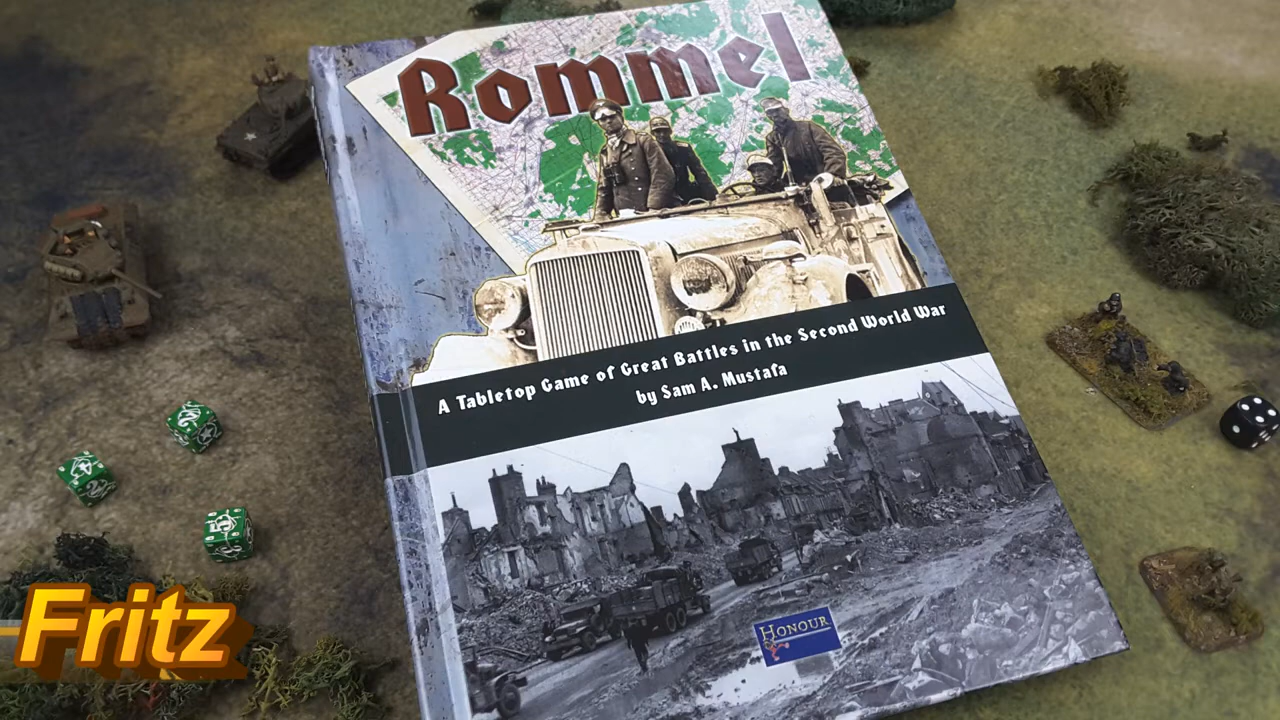 Rommel
A Tabletop Game of Great Battles in the Second World War
by Sam A. Mustafa
HONOUR
Fritz